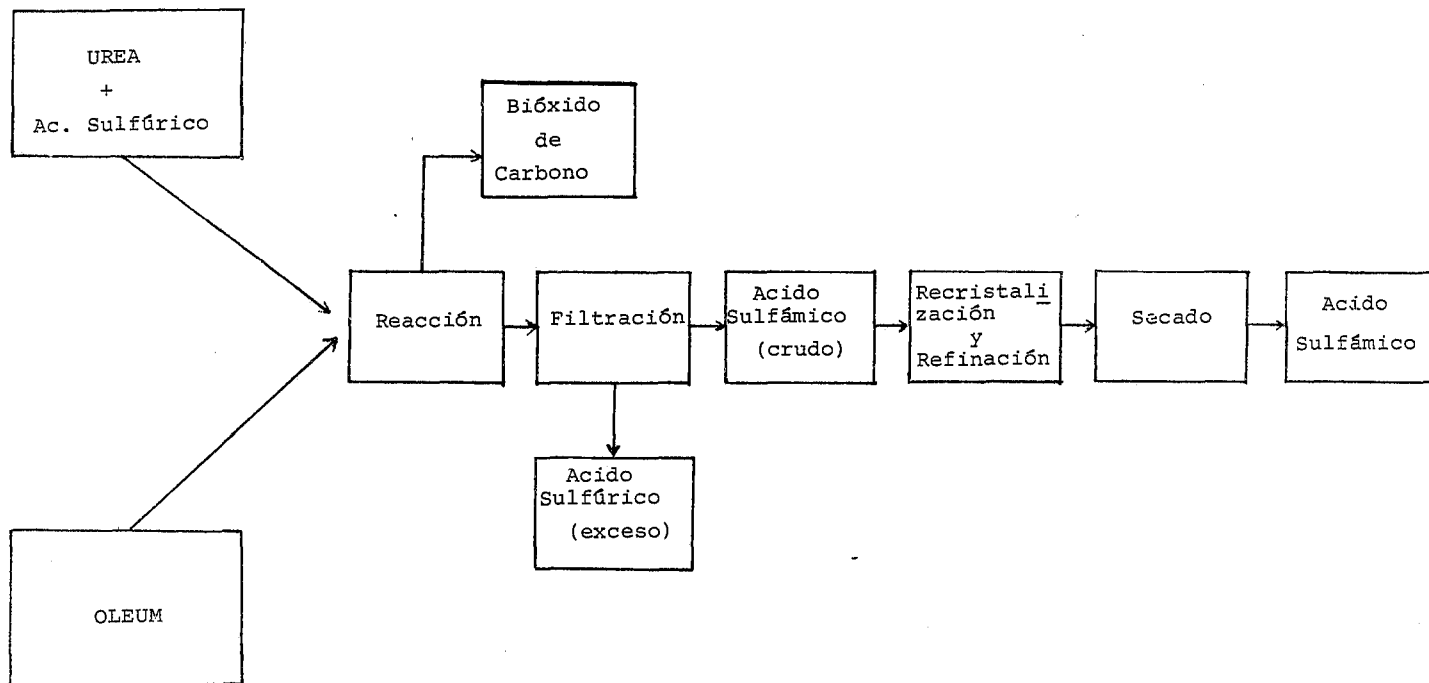 UREA
+
Ac. Sulfúrico
Bióxido
de
Carbono
Reacción
Filtración
Acido
Sulfámico
(crudo)
Recristali
zación
y
Refinación
Secado
Acido
Sulfámico
Acido
Sulfúrico
(exceso)
OLEUM